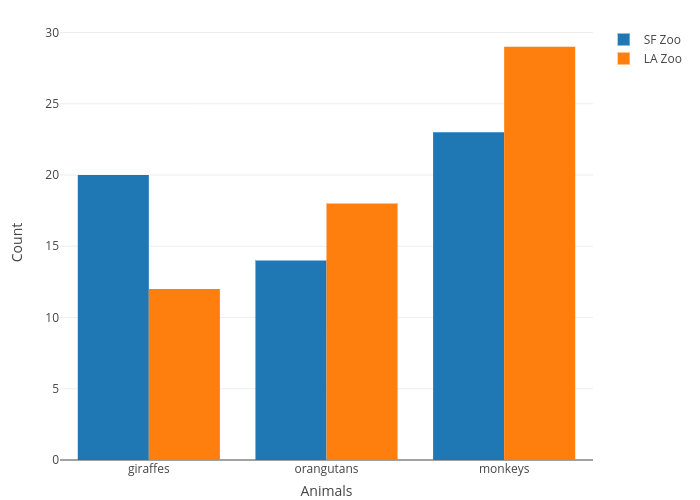 30
25
20
15
10
5
0
Count
giraffes
orangutans
monkeys
Animals
SF Zoo
LA Zoo